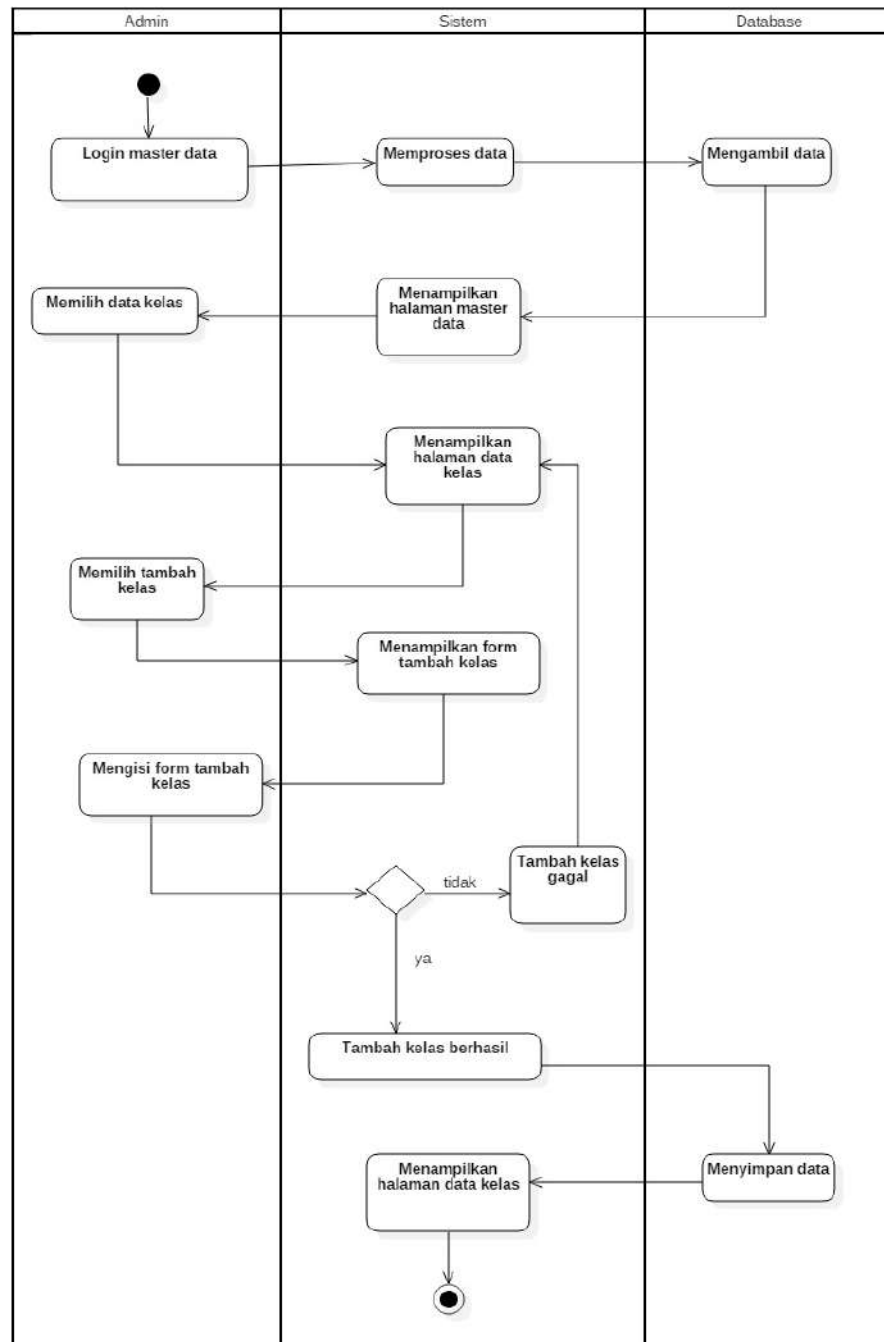 Admin
Sistem
Database
Login master data
Memproses data
Mengambil data
Memilih data kelas
Menampilkan
halaman master
data
Menampilkan
halaman data
kelas
Memilih tambah
kelas
Menampilkan form
tambah kelas
Mengisi form tambah
kelas
tidak
Tambah kelas
gagal
ya
Tambah kelas berhasil
Menampilkan
halaman data kelas
Menyimpan data